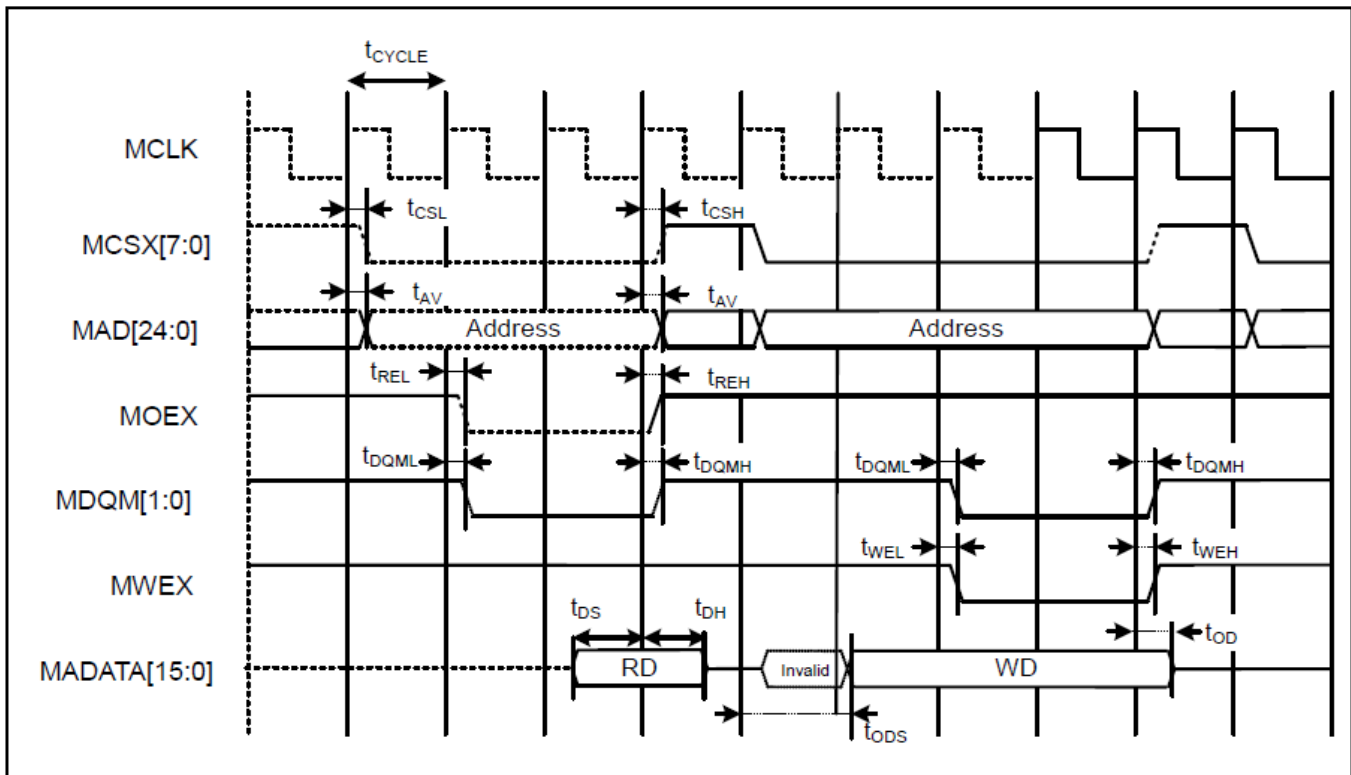 tCYCLE
MCLK
tCSL tCSH
MCSX[7:0]
tAV tAV
MAD[24:0] Address Address
tREL tREH
MOEX
tDQML tDQMH tDQML tDQMH
MDQM[1:0]
tWEL tWEH
MWEX
tDS tDH
tOD
MADATA[15:0] RD Invalid WD
tODS